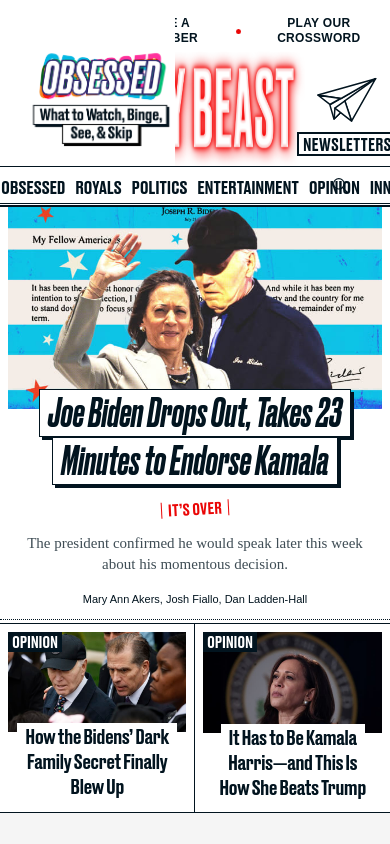 E A
BER
PLAY OUR
CROSSWORD
OBSESSED
What to Watch, Binge,
See, & Skip
Y BEAST
NEWSLETTERS
OBSESSED ROYALS POLITICS ENTERTAINMENT OPINION INN
JOSEPH R. BIDEN
My Fellow Americans
It has been the
intention to s
to stand dov
term.
And while it has been my
party and the country for me
remainder of my
Joe Biden
Joe Biden Drops Out, Takes 23
Minutes to Endorse Kamala
IT'S OVER
The president confirmed he would speak later this week
about his momentous decision.
Mary Ann Akers, Josh Fiallo, Dan Ladden-Hall
OPINION
How the Bidens' Dark
Family Secret Finally
Blew Up
OPINION
It Has to Be Kamala
Harris—and This Is
How She Beats Trump